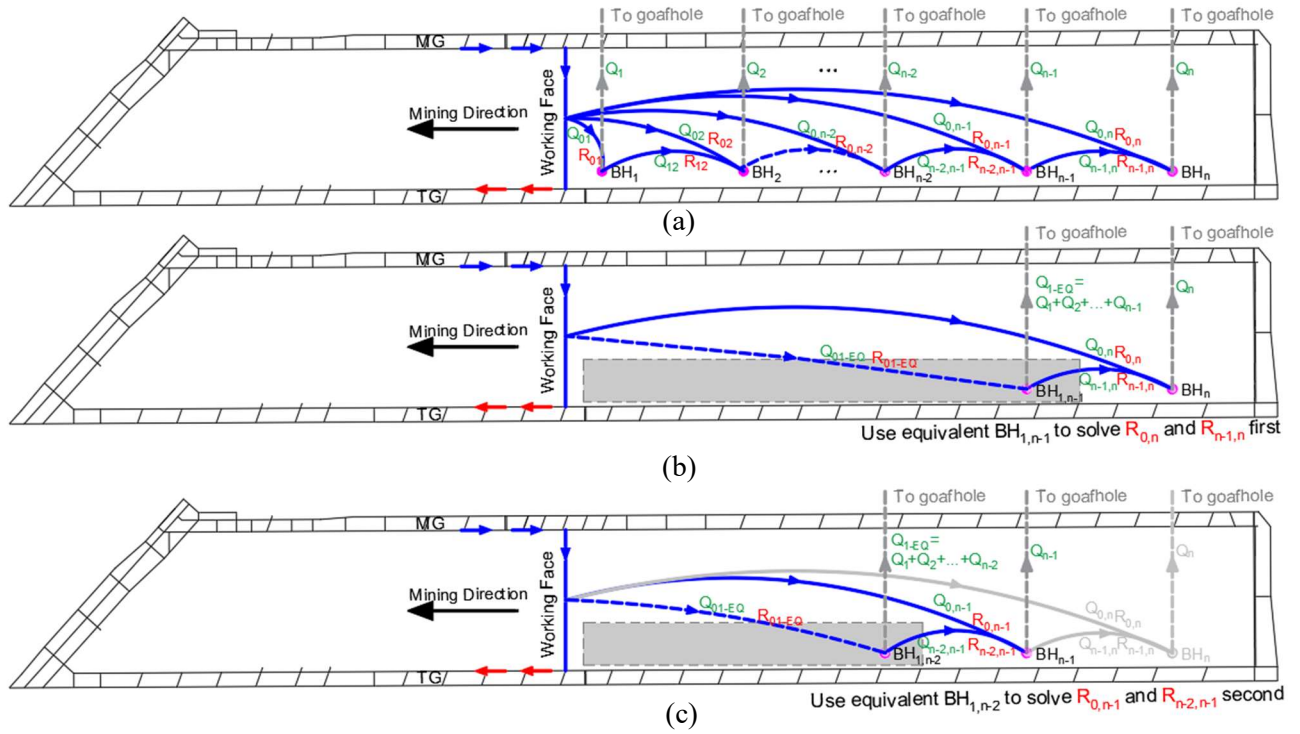 To goafhole To goafhole To goafhole To goafhole To goafhole
MG
Q1 Q2 ... Qn-2 Qn-1 Qn
Mining Direction
Working Face
Q01 R01 Q02 R02 Q0,n-2 R0,n-2 Q0,n-1 R0,n-1 Q0,n R0,n
Q12 R12 ... Qn-2,n-1 Rn-2,n-1 Qn-1,n Rn-1,n
BH1 BH2 BHn-2 BHn-1 BHn
TG
(a)
To goafhole To goafhole
MG
Q1-EQ=
Q1+Q2+...+Qn-1
Qn
Mining Direction
Working Face
Q01-EQ R01-EQ Q0,n R0,n
Qn-1,n Rn-1,n
BH1,n-1 BHn
TG
Use equivalent BH1,n-1 to solve R0,n and Rn-1,n first
(b)
To goafhole To goafhole To goafhole
MG
Q1-EQ=
Q1+Q2+...+Qn-2
Qn-1 Qn
Mining Direction
Working Face
Q01-EQ R01-EQ Q0,n-1 R0,n-1 Q0,n R0,n
Qn-2,n-1 Rn-2,n-1 Qn-1,n Rn-1,n
BH1,n-2 BHn-1 BHn
TG
Use equivalent BH1,n-2 to solve R0,n-1 and Rn-2,n-1 second
(c)